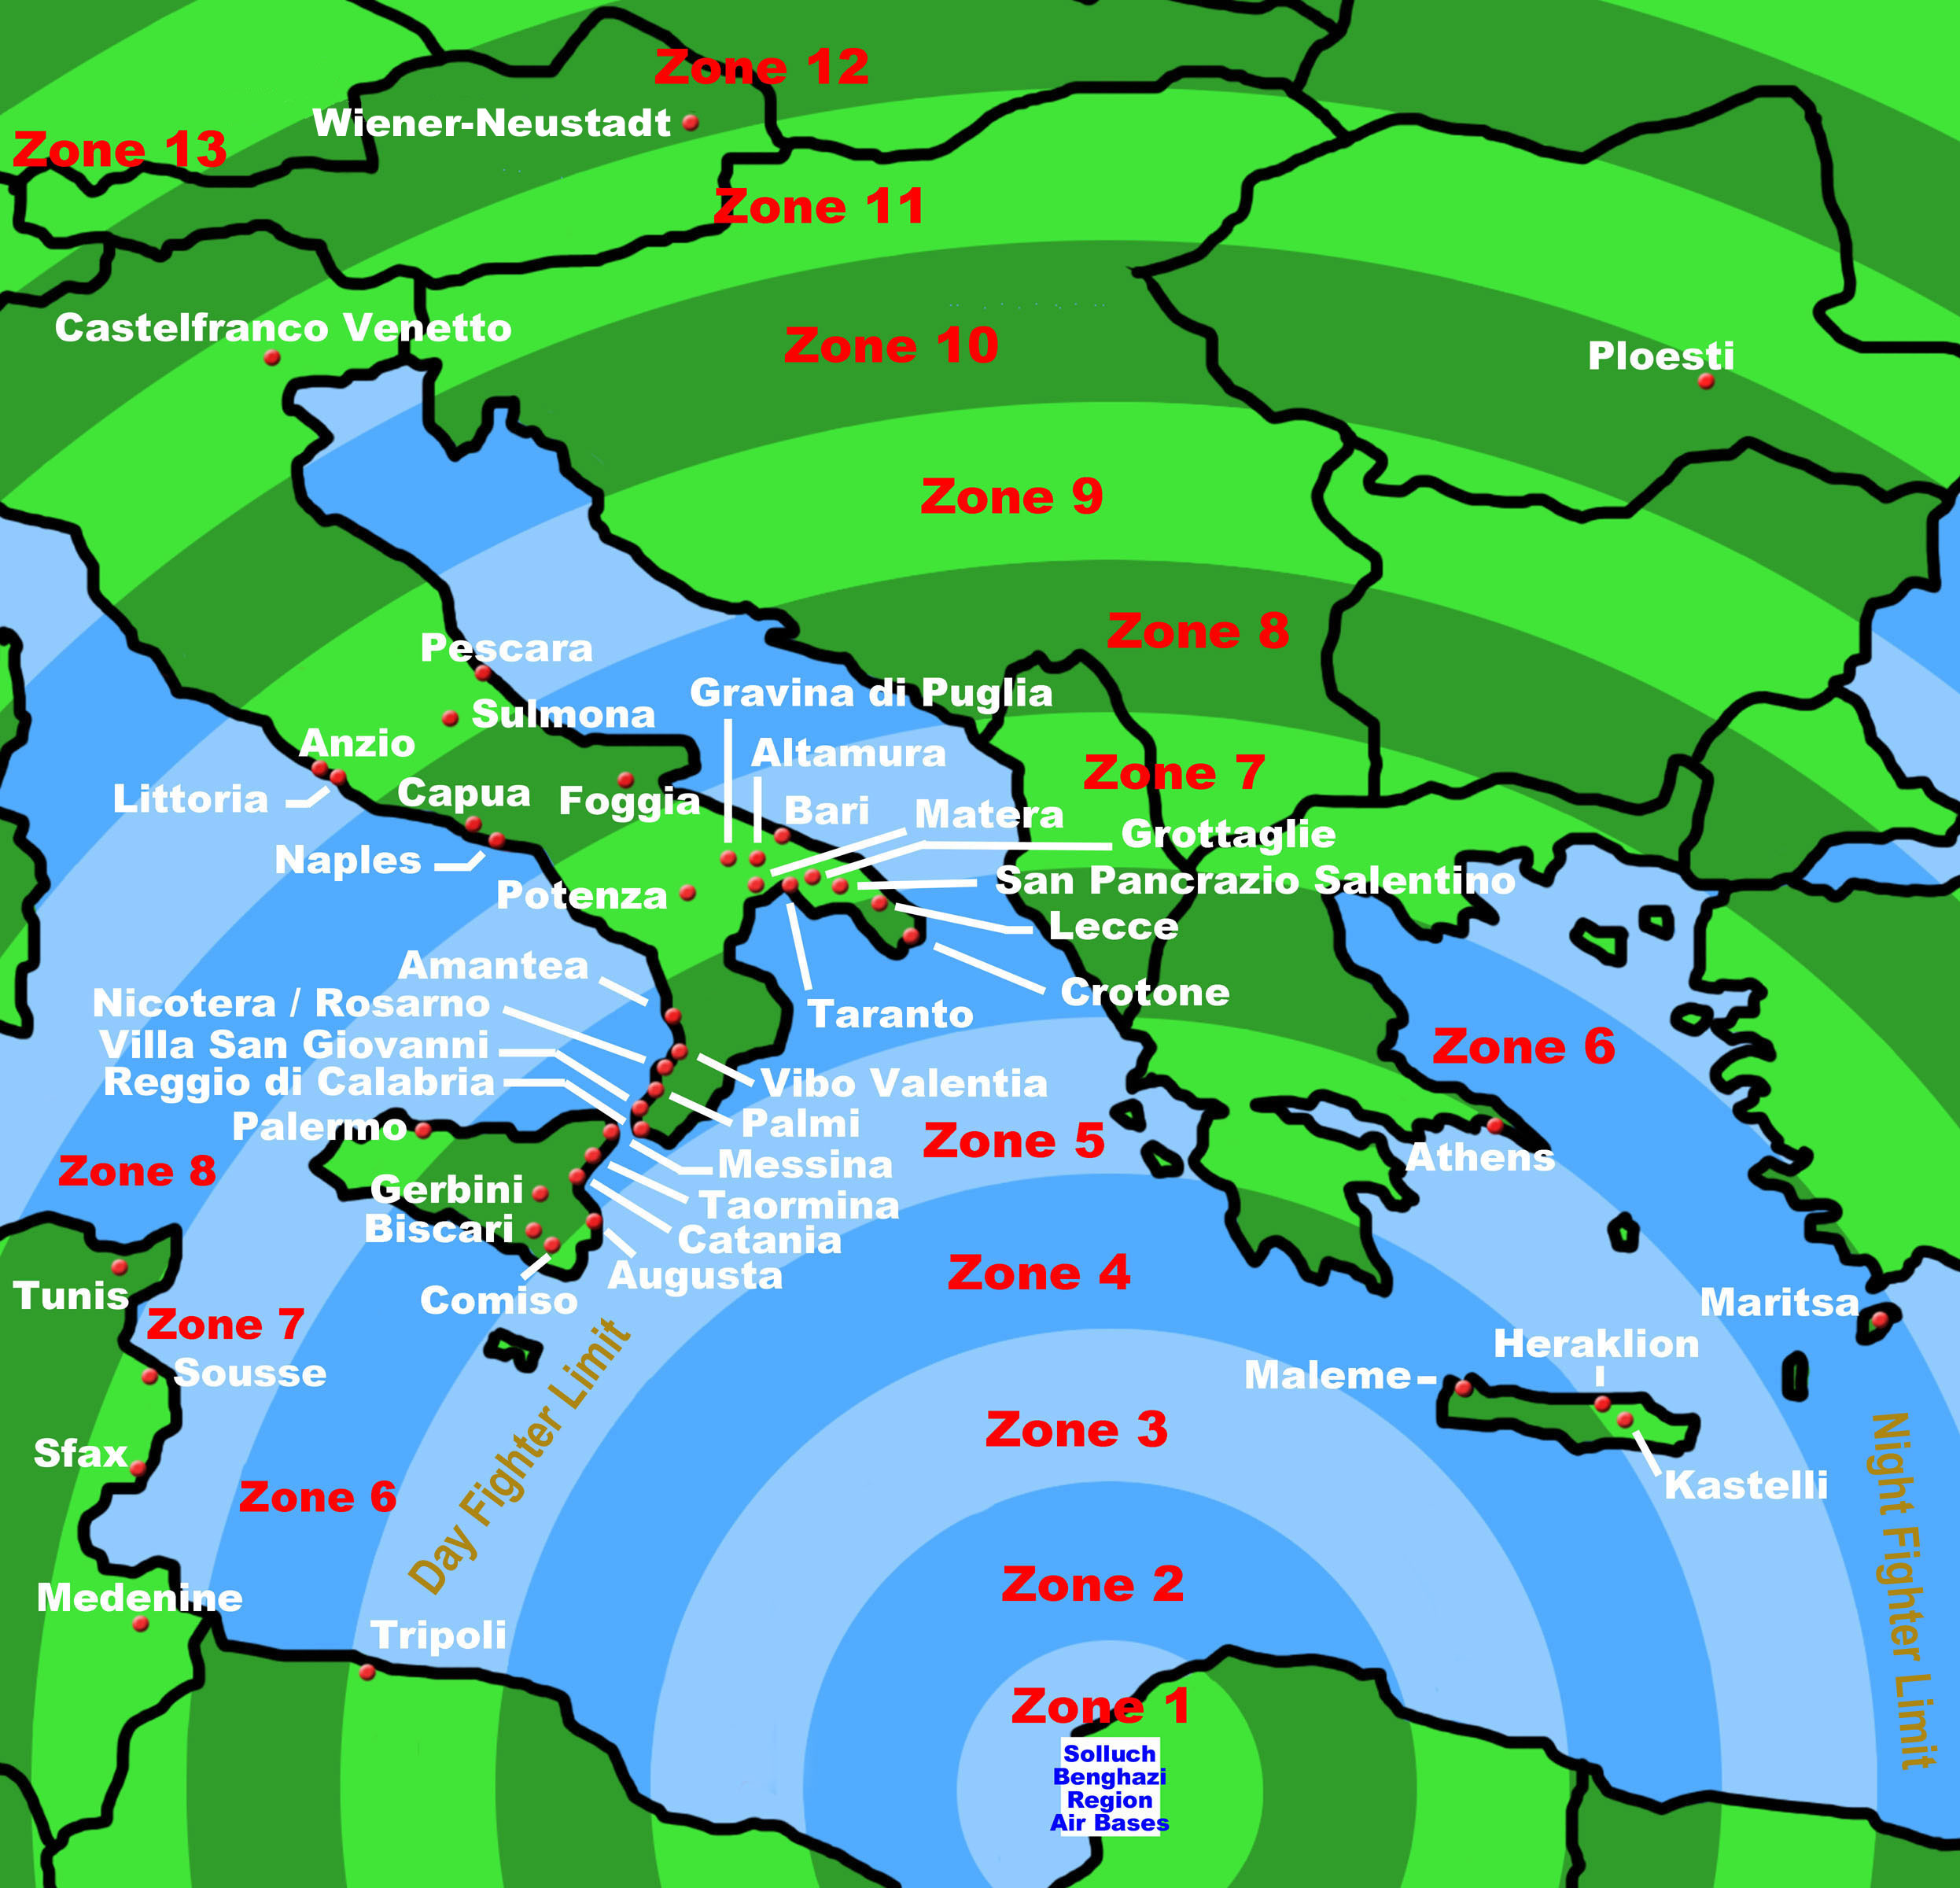 Zone 12
Wiener-Neustadt
Zone 13
Zone 11
Castelfranco Venetto
Zone 10
Ploesti
Zone 9
Zone 8
Pescara
Gravina di Puglia
Sulmona
Anzio
Altamura
Zone 7
Littoria
Capua
Foggia
Bari
Matera
Grottaglie
Naples
Potenza
San Pancrazio Salentino
Lecce
Amantea
Crotone
Nicotera / Rosarno
Taranto
Villa San Giovanni
Zone 6
Reggio di Calabria
Vibo Valentia
Palermo
Palmi
Zone 5
Athens
Zone 8
Messina
Gerbini
Taormina
Biscari
Catania
Augusta
Zone 4
Tunis
Comiso
Maritsa
Zone 7
Heraklion
Sousse
Maleme
Day Fighter Limit
Zone 3
Sfax
Kastelli
Zone 6
Night Fighter Limit
Zone 2
Medenine
Tripoli
Zone 1
Solluch
Benghazi
Region
Air Bases